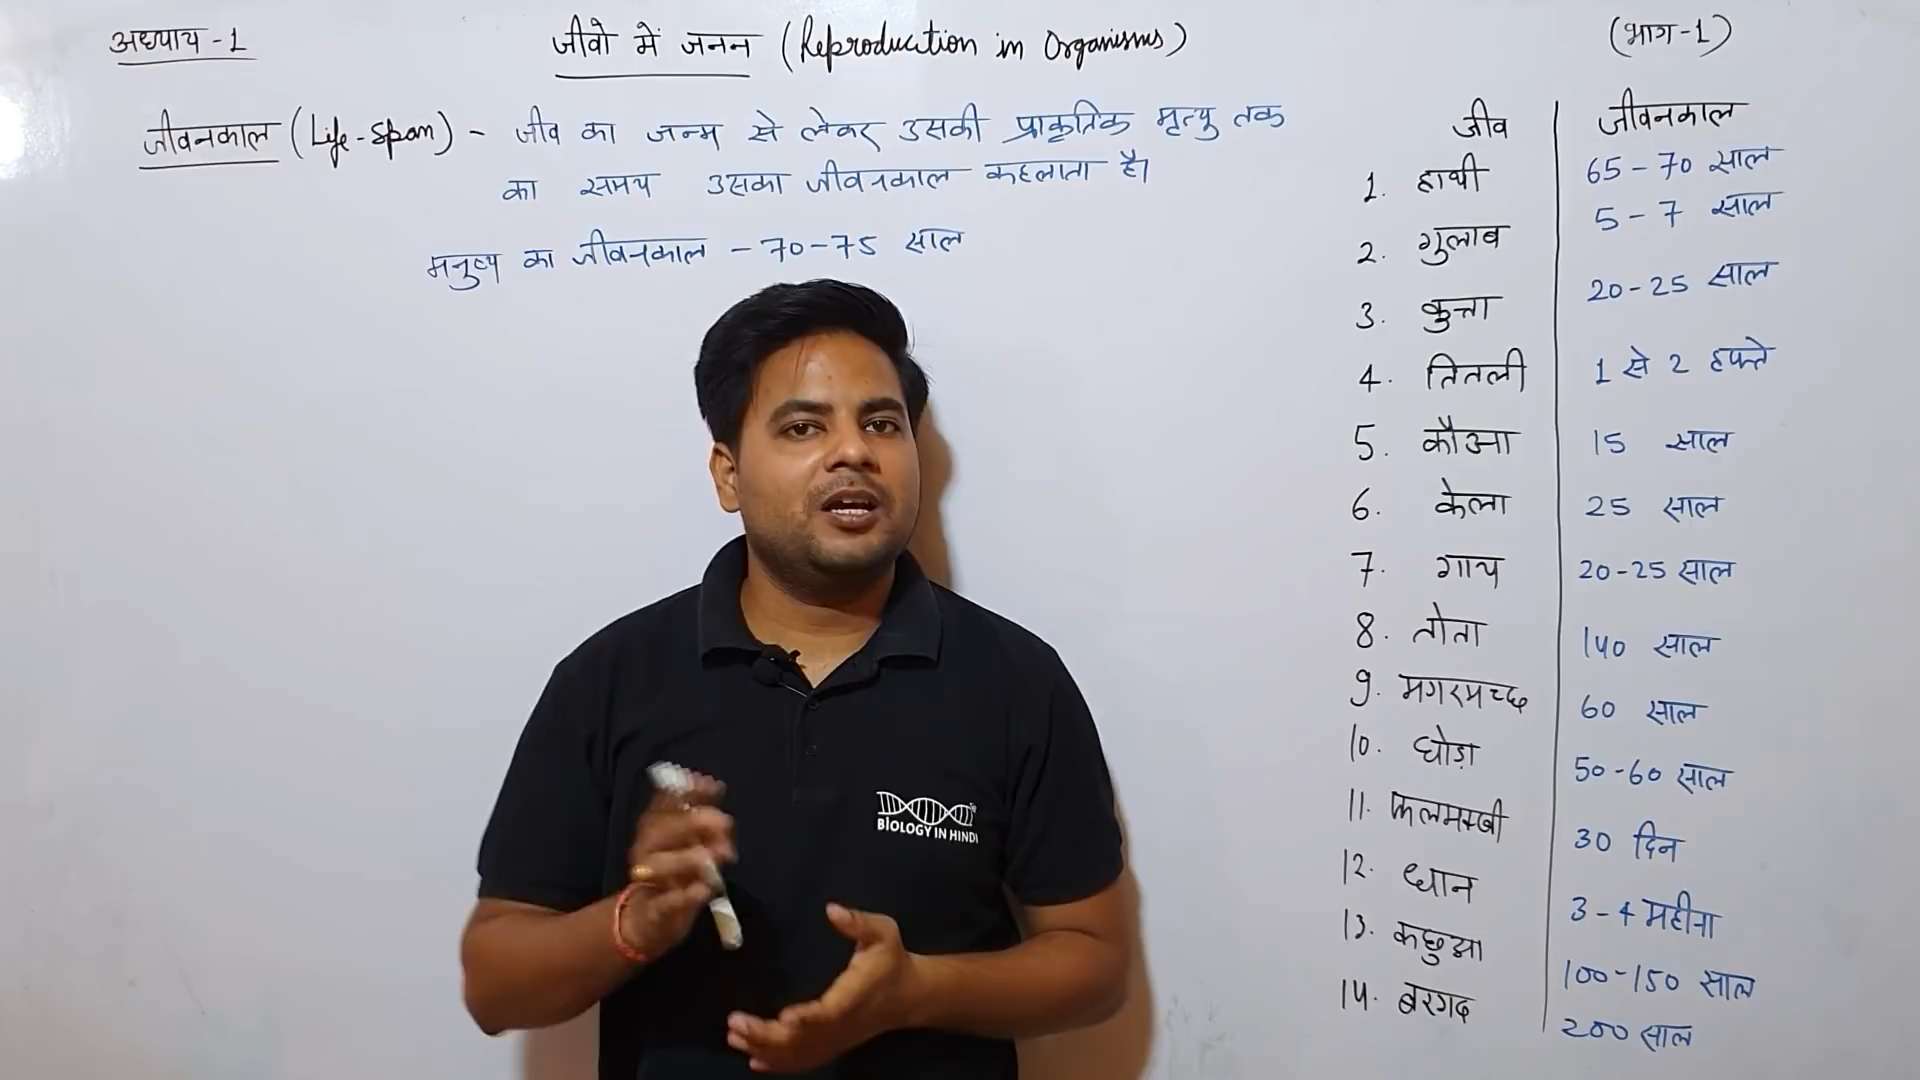 अध्याय - 1
जीवो में जनन (Reproduction in Organisms)
(भाग-1)
जीवनकाल (Life-span) - जीव का जन्म से लेकर उसकी प्राकृतिक मृत्यु तक
का समय उसका जीवनकाल कहलाता है।
मनुष्य का जीवनकाल - 70-75 साल
जीव जीवनकाल
1. हाथी 65-70 साल
2. गुलाब 5-7 साल
3. कुत्ता 20-25 साल
4. तितली 1 से 2 हफ्ते
5. कौआ 15 साल
6. केला 25 साल
7. गाय 20-25 साल
8. तोता 140 साल
9. मगरमच्छ 60 साल
10. घोड़ा 50-60 साल
11. फलमक्खी 30 दिन
12. धान 3-4 महीना
13. कछुआ 100-150 साल
14. बरगद 200 साल
BIOLOGY IN HINDI